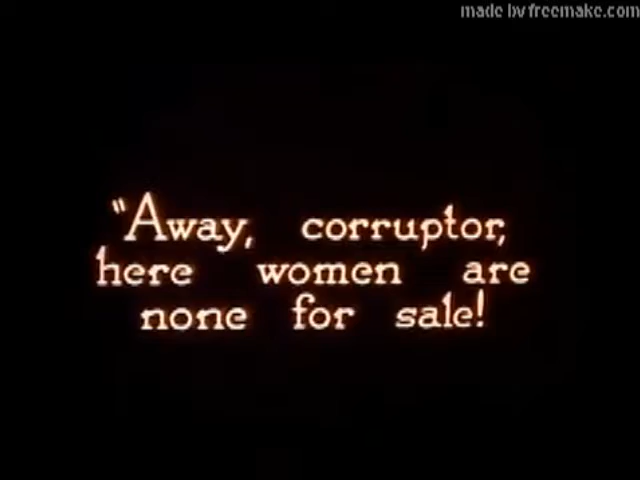 made by freemake.com
"Away, corruptor,
here women are
none for sale!